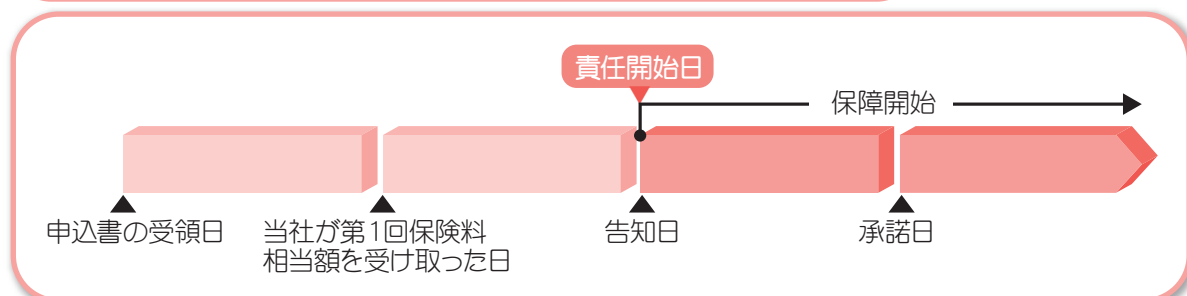 責任開始日
保障開始
申込書の受領日
当社が第1回保険料
相当額を受け取った日
告知日
承諾日